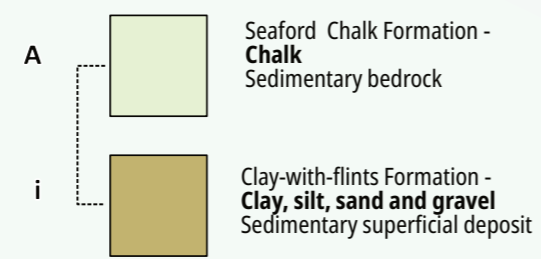 A
Seaford Chalk Formation -
Chalk
Sedimentary bedrock
i
Clay-with-flints Formation -
Clay, silt, sand and gravel
Sedimentary superficial deposit